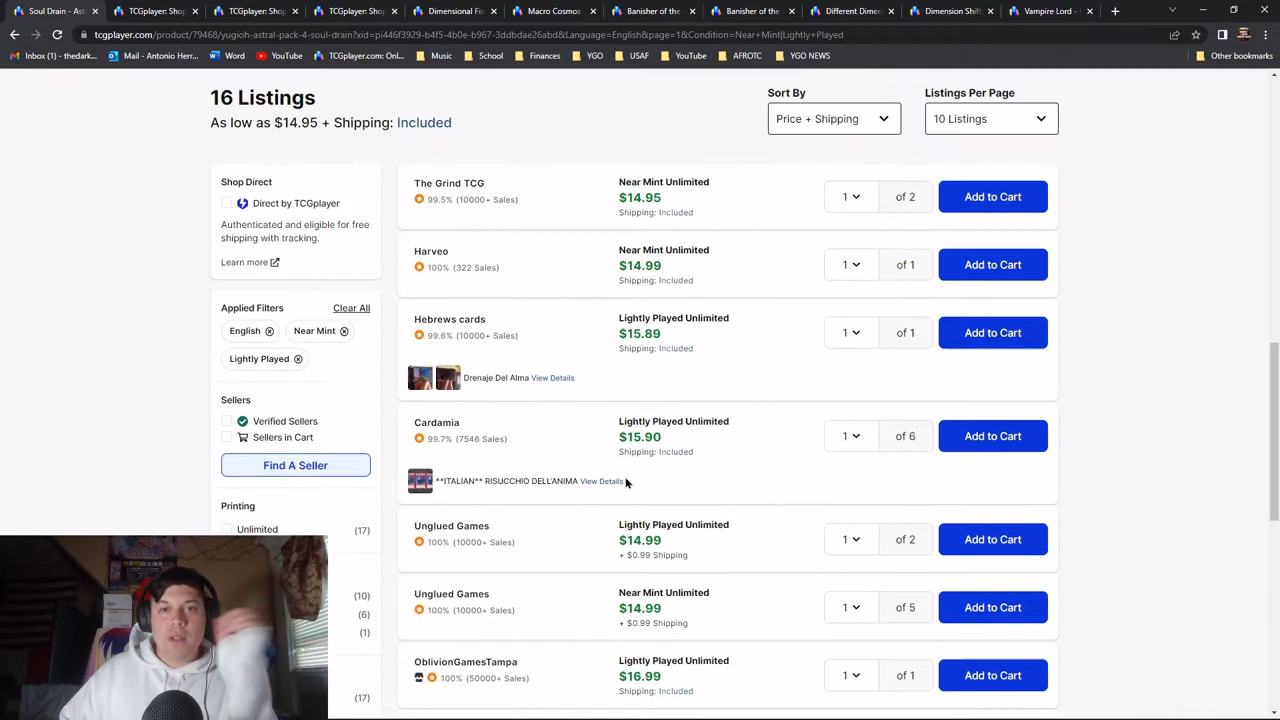 Soul Drain - Ast
TCGplayer: Shop
TCGplayer: Shop
TCGplayer: Shop
Dimensional Fis
Macro Cosmos
Banisher of the
Banisher of the
Different Dimen
Dimension Shift
Vampire Lord -
tcgplayer.com/product/79468/yugioh-astral-pack-4-soul-drain?xid=pi446f3929-b4f5-4b0e-b967-3ddbdae26abd&Language=English&page=1&Condition=Near+Mint|Lightly+Played
Inbox (1) - thedark...
Mail - Antonio Her...
Word
YouTube
TCGplayer.com: Onl...
Music
School
Finances
YGO
USAF
YouTube
AFROTC
YGO NEWS
Other bookmarks
16 Listings
As low as $14.95 + Shipping: Included
Sort By
Price + Shipping
Listings Per Page
10 Listings
Shop Direct
Direct by TCGplayer
Authenticated and eligible for free
shipping with tracking.
Learn more
Applied Filters
Clear All
English
Near Mint
Lightly Played
Sellers
Verified Sellers
Sellers in Cart
Find A Seller
Printing
Unlimited
(17)
(10)
(6)
(1)
(17)
The Grind TCG
99.5% (10000+ Sales)
Near Mint Unlimited
$14.95
Shipping: Included
1
of 2
Add to Cart
Harveo
100% (322 Sales)
Near Mint Unlimited
$14.99
Shipping: Included
1
of 1
Add to Cart
Hebrews cards
99.6% (10000+ Sales)
Lightly Played Unlimited
$15.89
Shipping: Included
1
of 1
Add to Cart
Drenaje Del Alma View Details
Cardamia
99.7% (7546 Sales)
Lightly Played Unlimited
$15.90
Shipping: Included
1
of 6
Add to Cart
**ITALIAN** RISUCCHIO DELL'ANIMA View Details
Unglued Games
100% (10000+ Sales)
Lightly Played Unlimited
$14.99
+ $0.99 Shipping
1
of 2
Add to Cart
Unglued Games
100% (10000+ Sales)
Near Mint Unlimited
$14.99
+ $0.99 Shipping
1
of 5
Add to Cart
OblivionGamesTampa
100% (50000+ Sales)
Lightly Played Unlimited
$16.99
Shipping: Included
1
of 1
Add to Cart